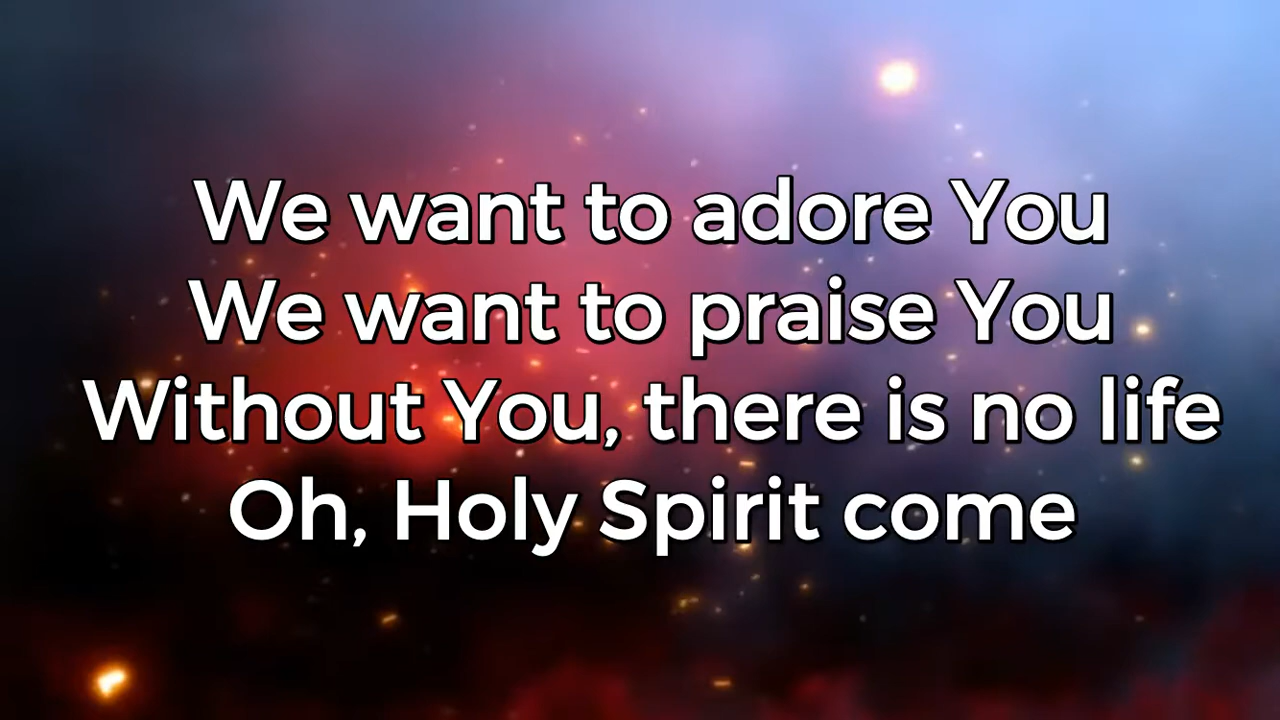 We want to adore You
We want to praise You
Without You, there is no life
Oh, Holy Spirit come